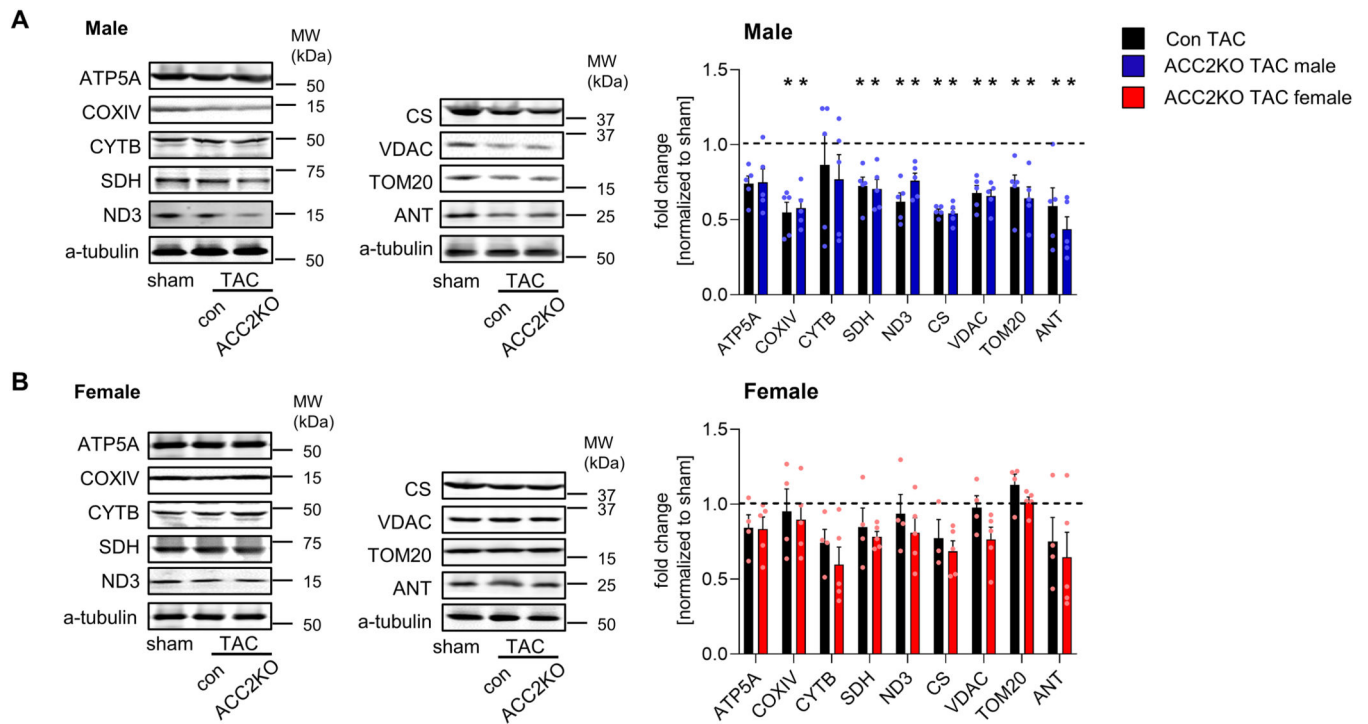 A
Male
MW
(kDa)
ATP5A
50
COXIV
15
CYTB
50
SDH
75
ND3
15
a-tubulin
50
sham
TAC
con
ACC2KO
MW
(kDa)
CS
37
37
VDAC
TOM20
15
ANT
25
a-tubulin
50
sham
TAC
con
ACC2KO
Male
fold change
[normalized to sham]
1.5
1.0
0.5
0.0
* * * * * * * * * * * * * *
ATP5A
COXIV
CYTB
SDH
ND3
CS
VDAC
TOM20
ANT
Con TAC
ACC2KO TAC male
ACC2KO TAC female
B
Female
MW
(kDa)
ATP5A
50
COXIV
15
CYTB
50
SDH
75
ND3
15
a-tubulin
50
sham
TAC
con
ACC2KO
MW
(kDa)
CS
37
37
VDAC
TOM20
15
ANT
25
a-tubulin
50
sham
TAC
con
ACC2KO
Female
fold change
[normalized to sham]
1.5
1.0
0.5
0.0
ATP5A
COXIV
CYTB
SDH
ND3
CS
VDAC
TOM20
ANT